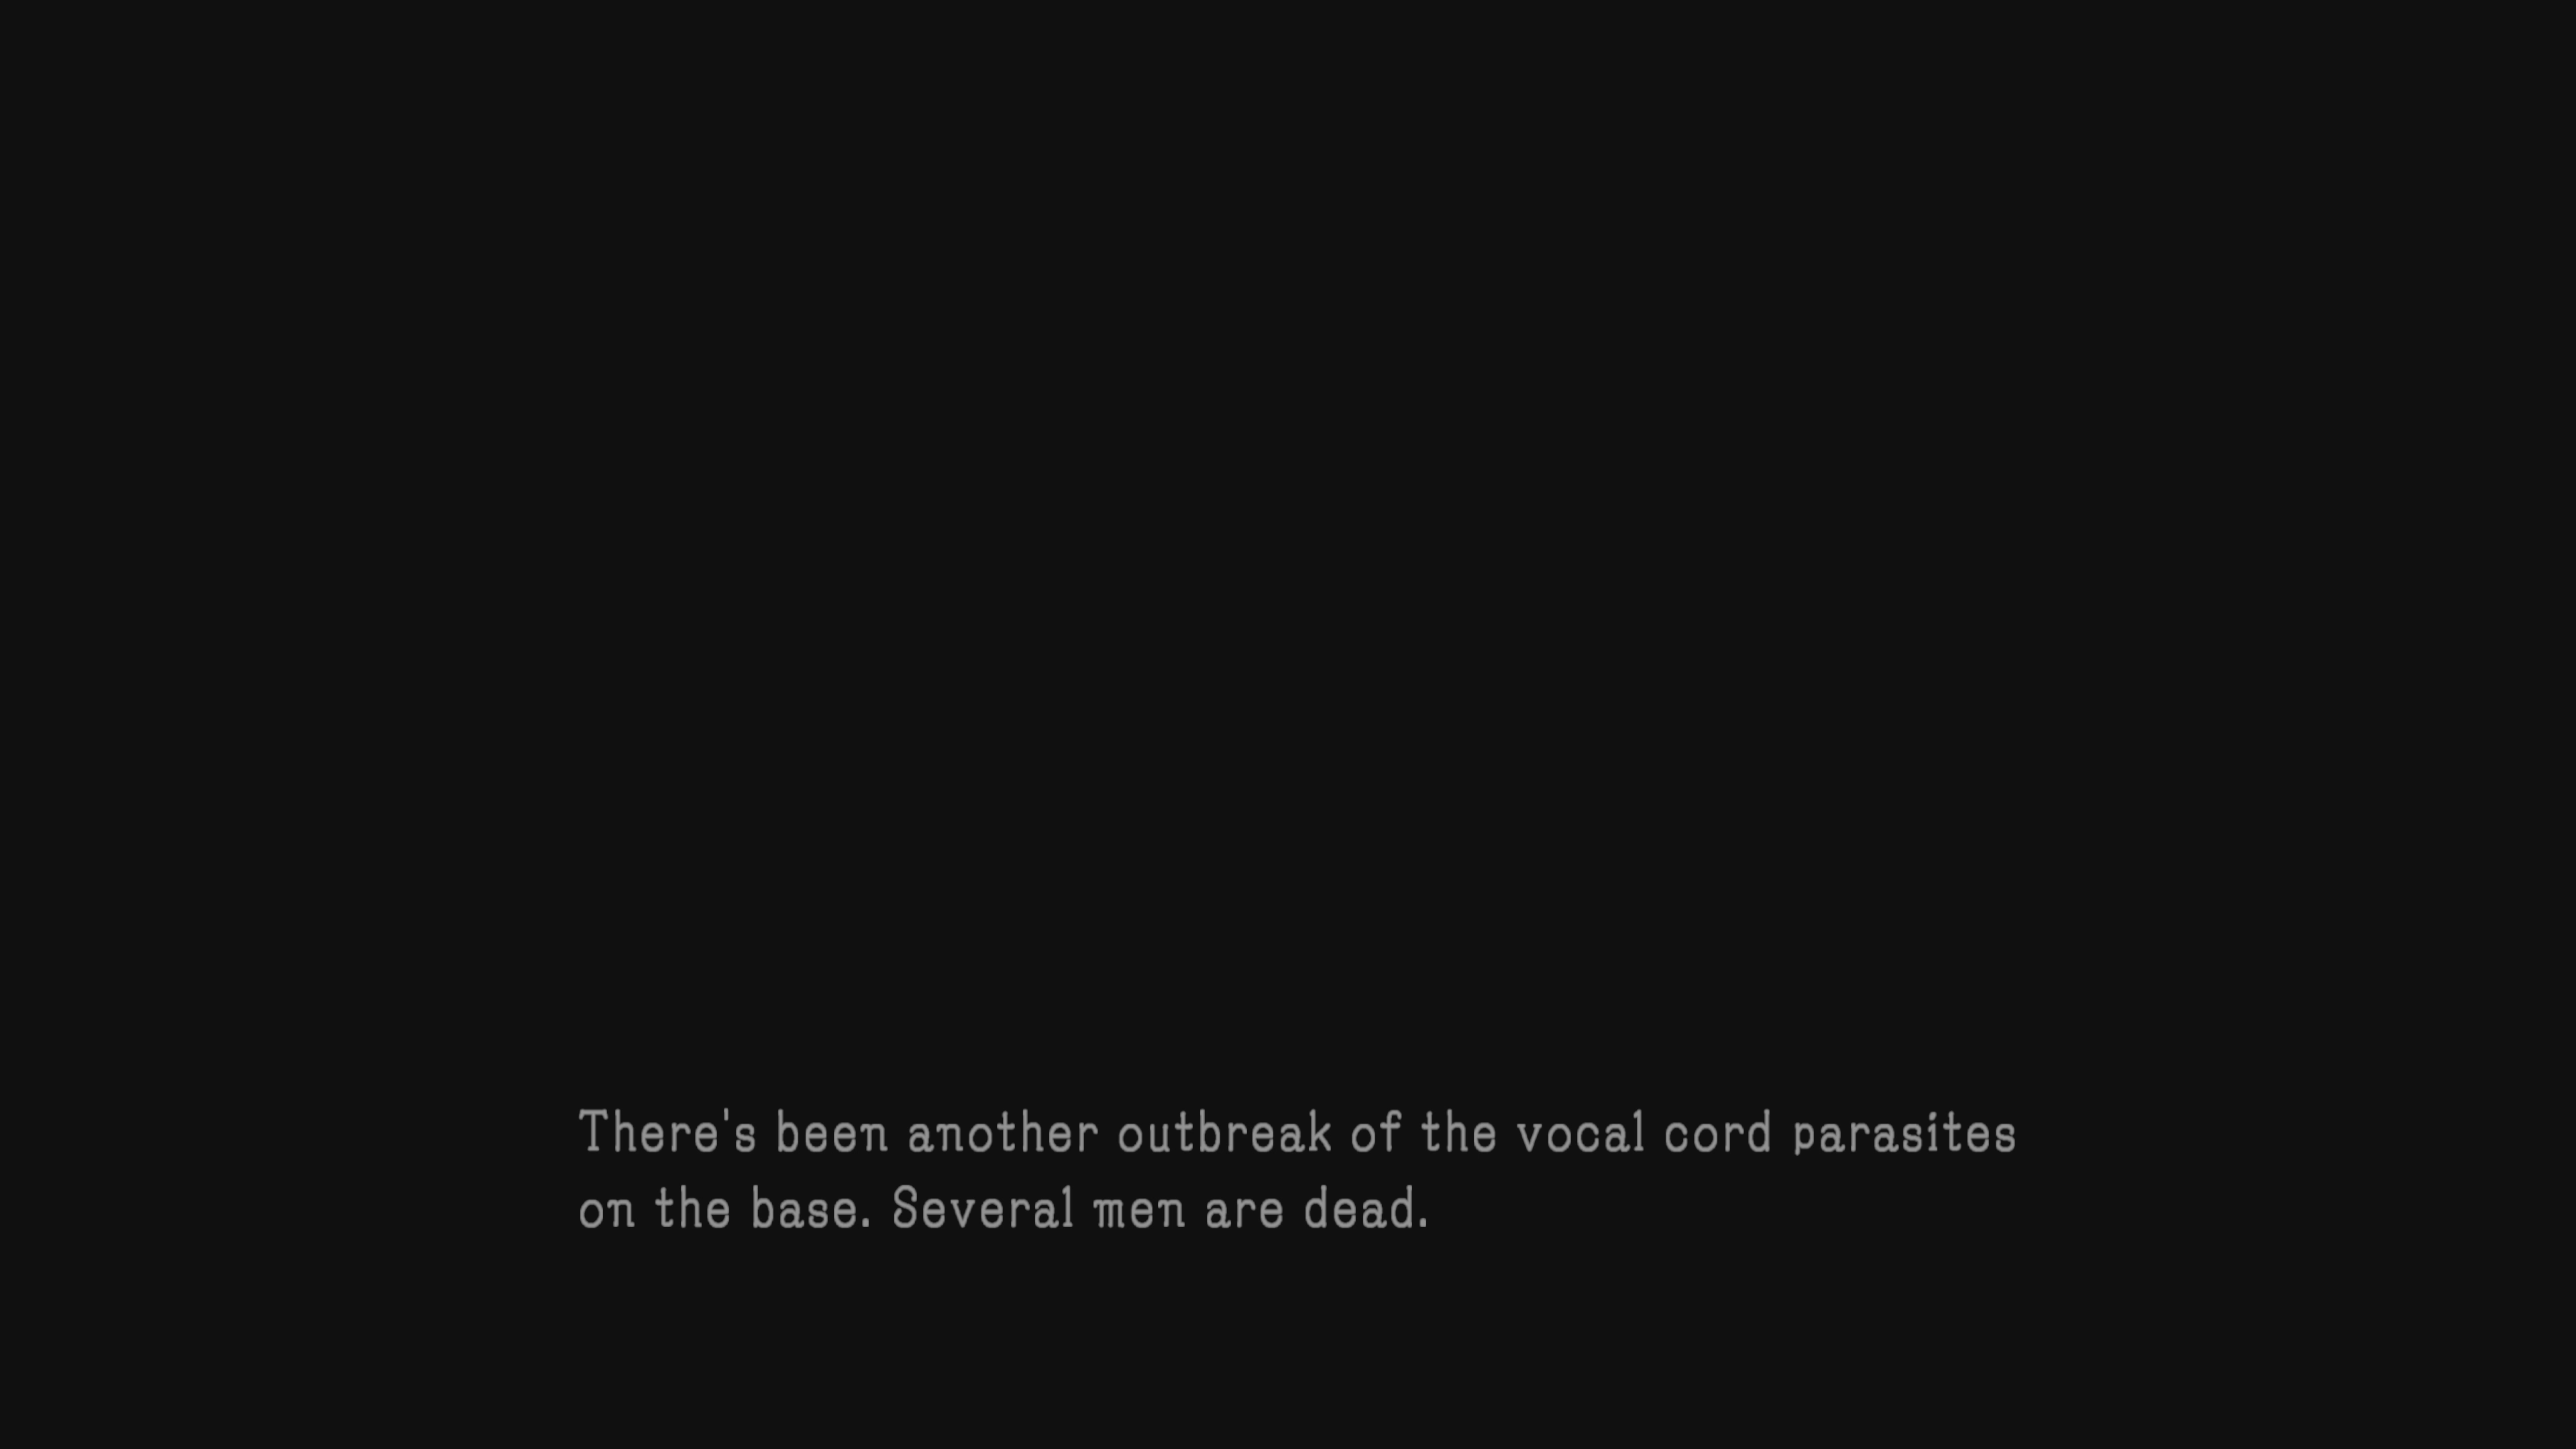 There's been another outbreak of the vocal cord parasites
on the base. Several men are dead.